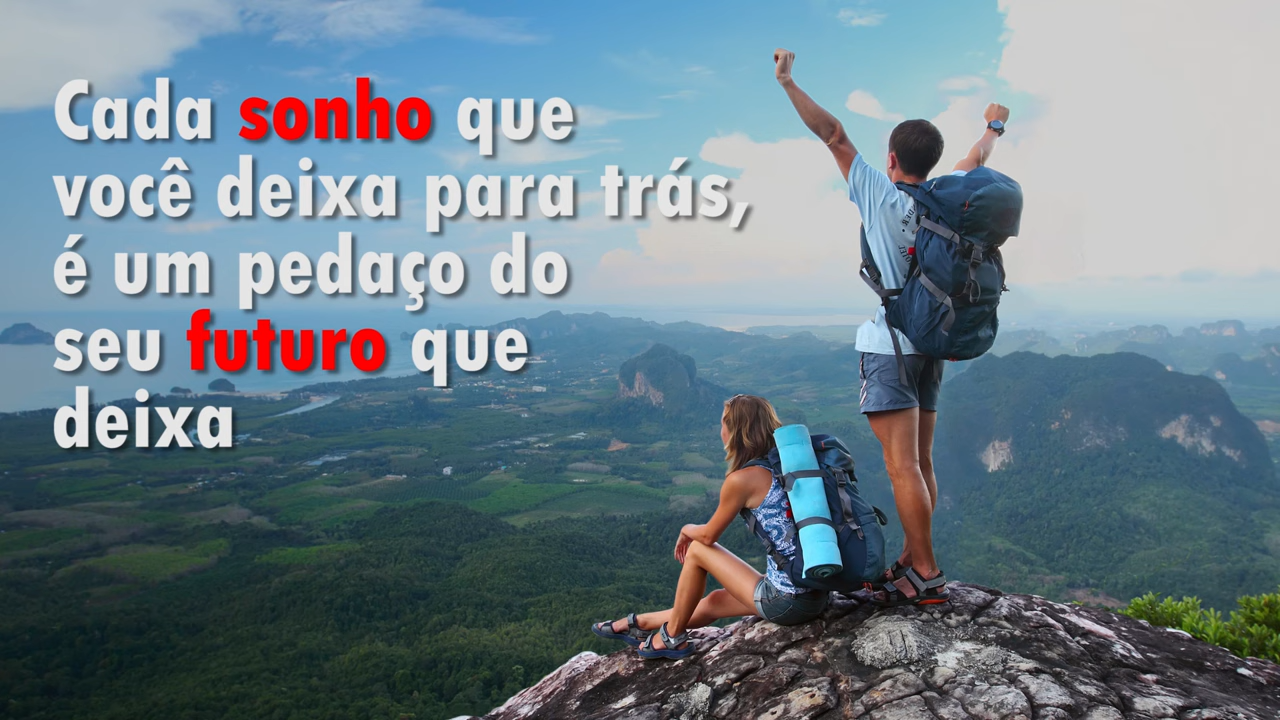 Cada sonho que
você deixa para trás,
é um pedaço do
seu futuro que
deixa